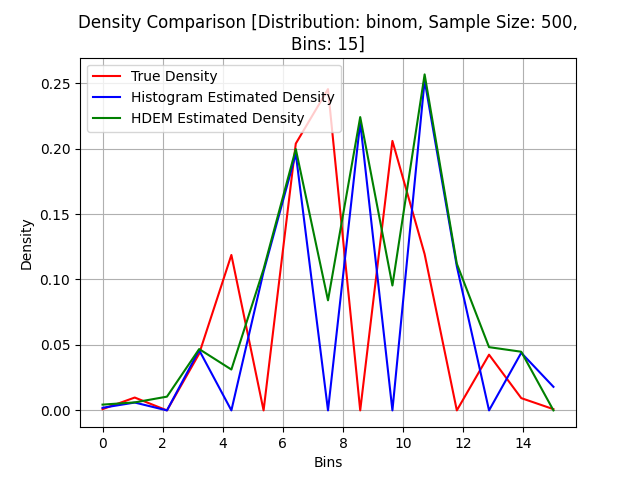 Density Comparison [Distribution: binom, Sample Size: 500,
Bins: 15]
True Density
Histogram Estimated Density
HDEM Estimated Density
Density
0.25
0.20
0.15
0.10
0.05
0.00
0 2 4 6 8 10 12 14
Bins